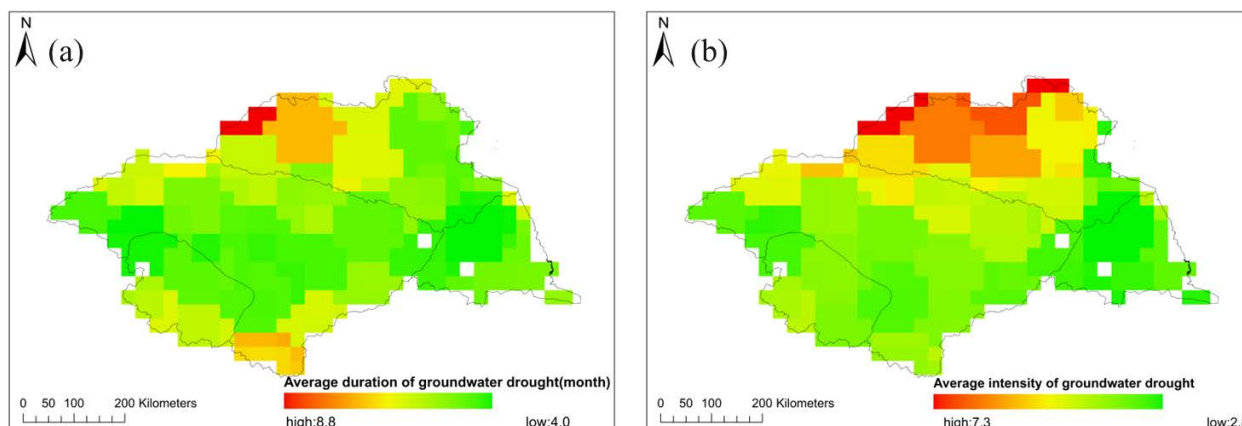 N
(a)
Average duration of groundwater drought(month)
0 50 100 200 Kilometers
high:8.8 low:4.0
N
(b)
Average intensity of groundwater drought
0 50 100 200 Kilometers
high:7.3